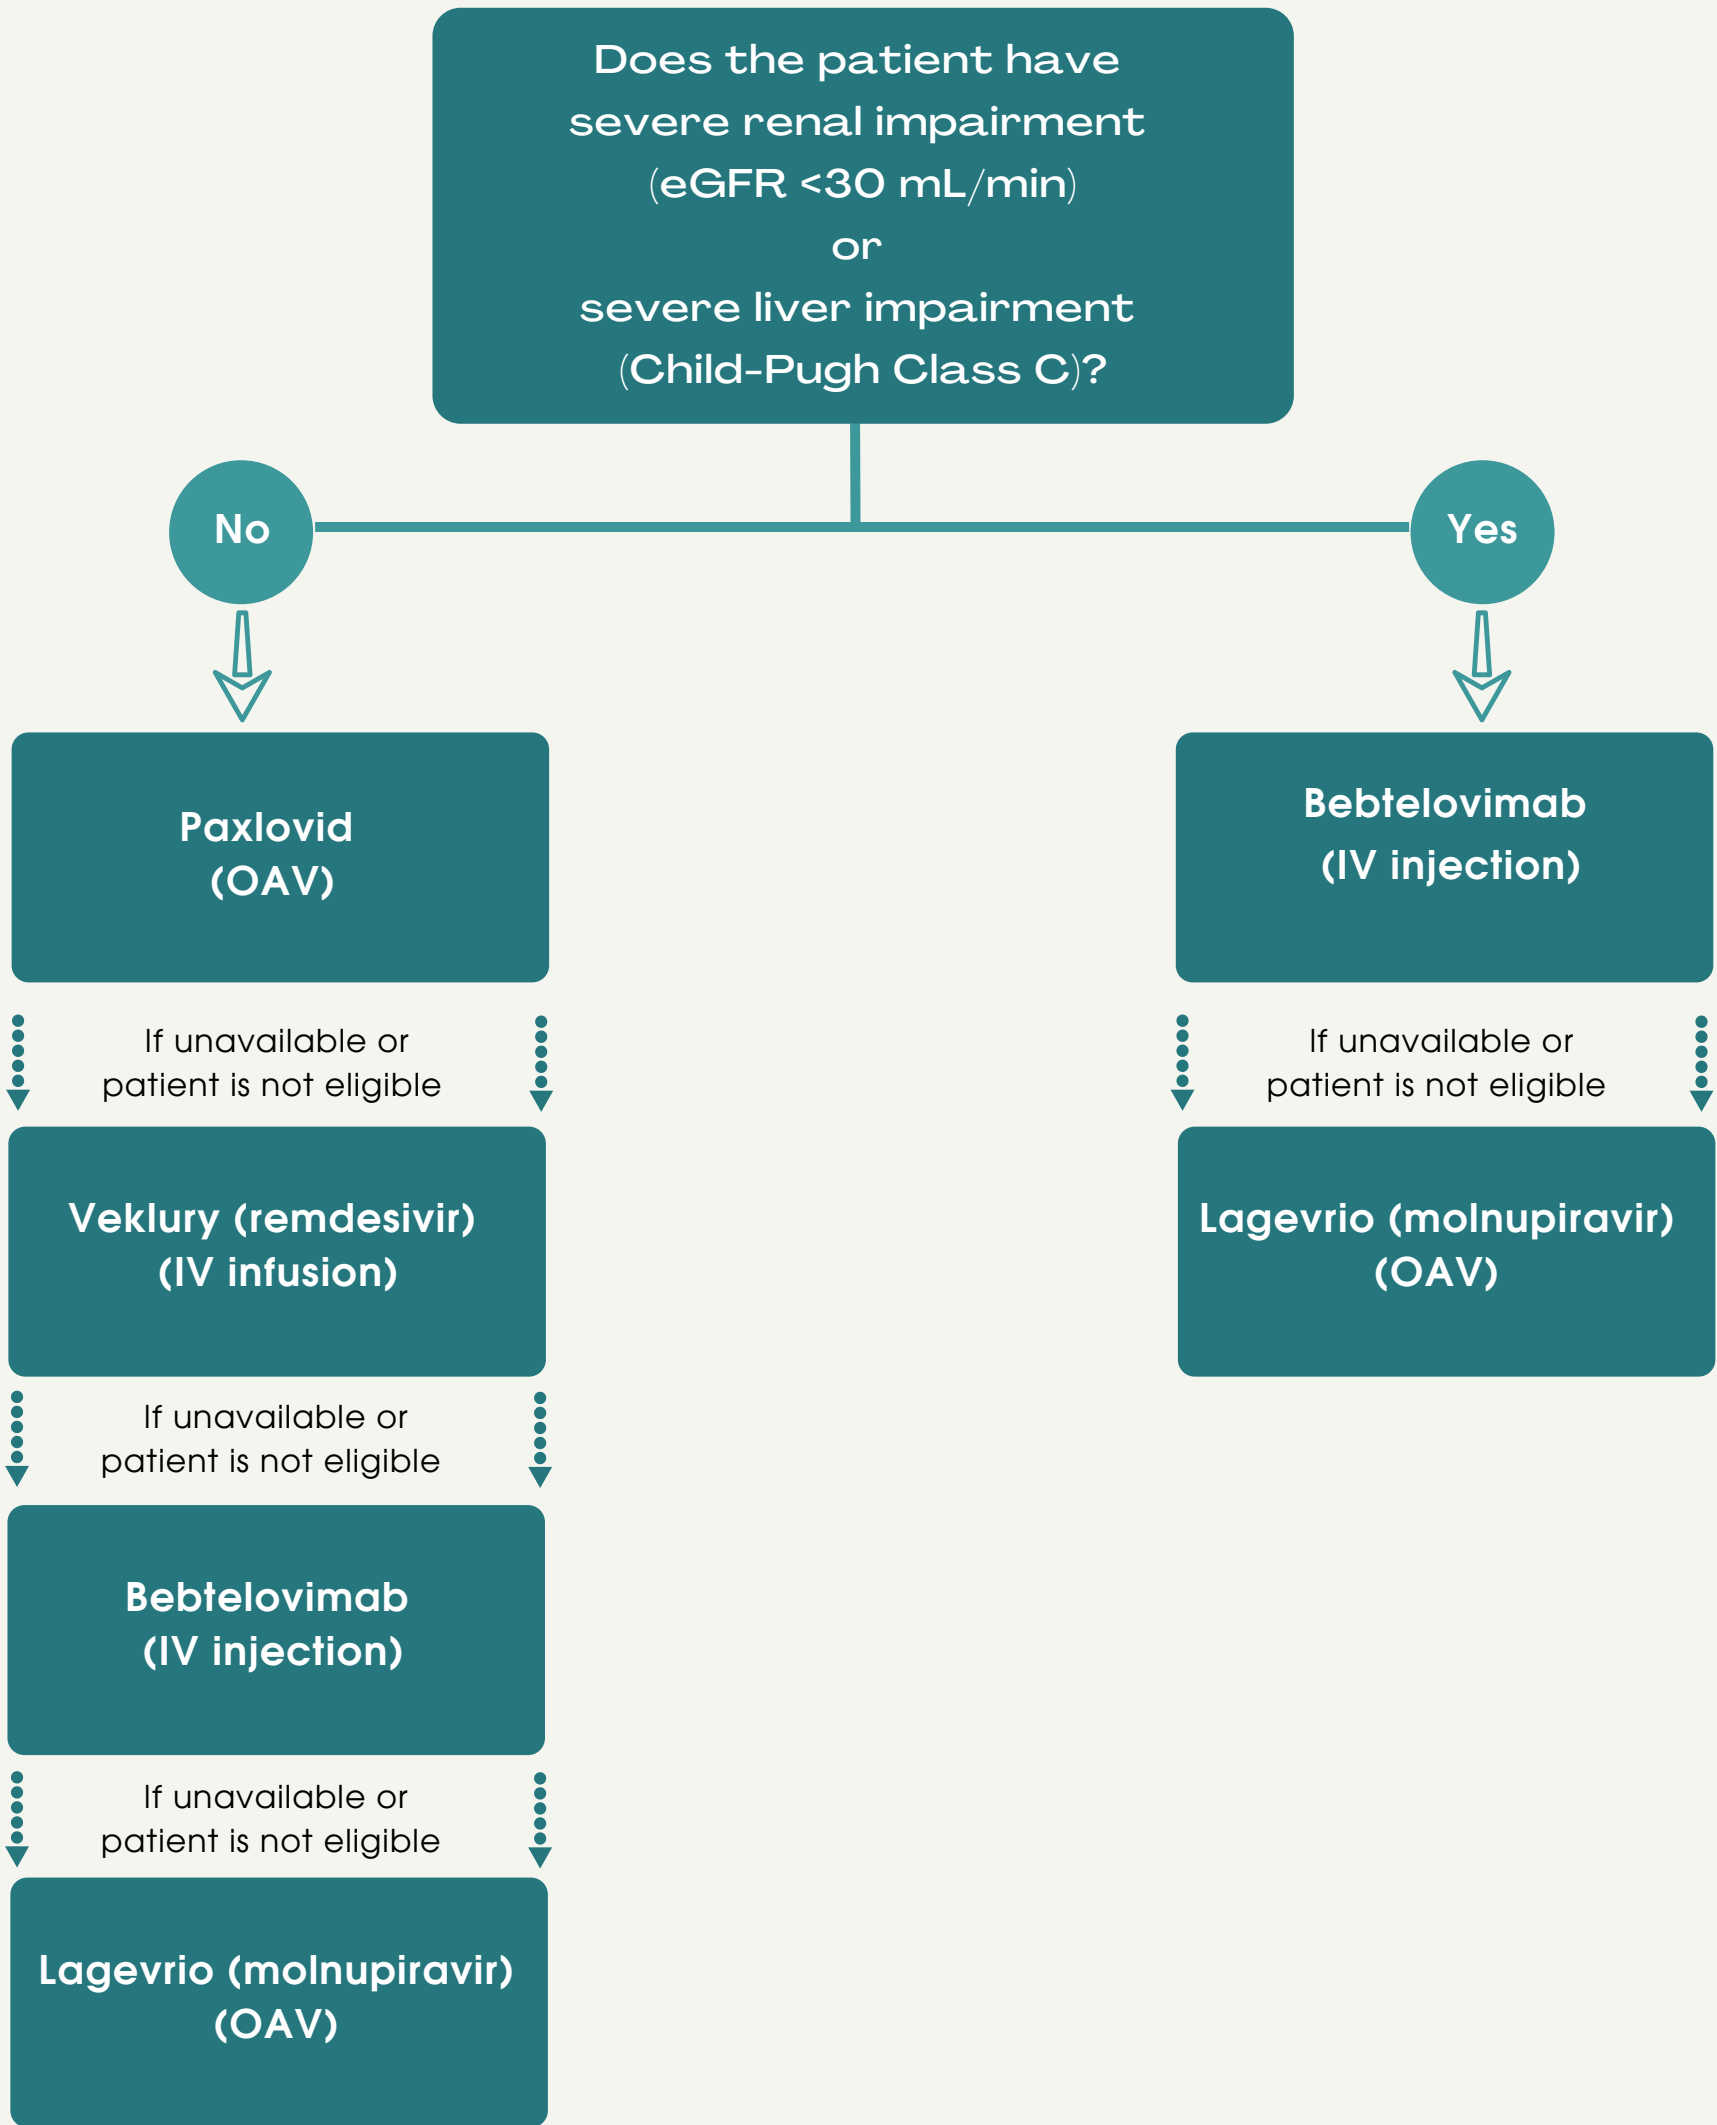 Does the patient have
severe renal impairment
(eGFR <30 mL/min)
or
severe liver impairment
(Child-Pugh Class C)?
No
Yes
Paxlovid
(OAV)
If unavailable or
patient is not eligible
Veklury (remdesivir)
(IV infusion)
If unavailable or
patient is not eligible
Bebtelovimab
(IV injection)
If unavailable or
patient is not eligible
Lagevrio (molnupiravir)
(OAV)
Bebtelovimab
(IV injection)
If unavailable or
patient is not eligible
Lagevrio (molnupiravir)
(OAV)